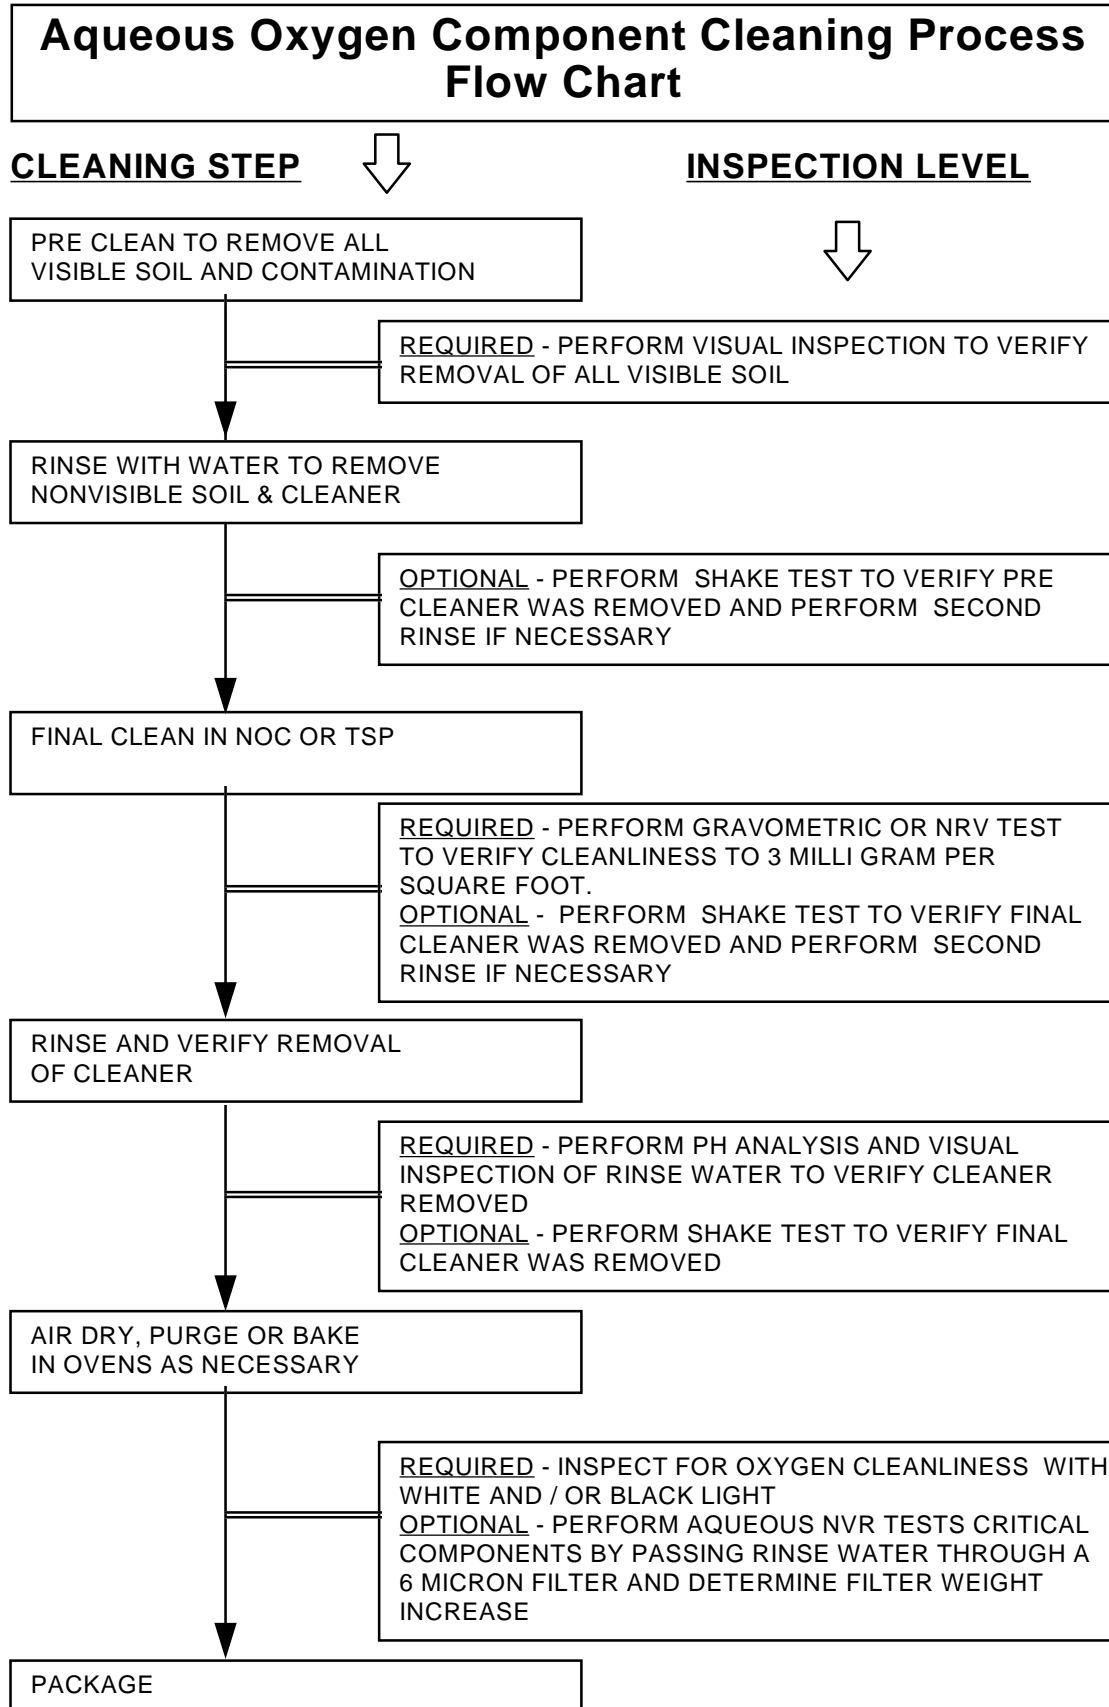 Aqueous Oxygen Component Cleaning Process
Flow Chart
CLEANING STEP
INSPECTION LEVEL
PRE CLEAN TO REMOVE ALL
VISIBLE SOIL AND CONTAMINATION
REQUIRED - PERFORM VISUAL INSPECTION TO VERIFY
REMOVAL OF ALL VISIBLE SOIL
RINSE WITH WATER TO REMOVE
NONVISIBLE SOIL & CLEANER
OPTIONAL - PERFORM SHAKE TEST TO VERIFY PRE
CLEANER WAS REMOVED AND PERFORM SECOND
RINSE IF NECESSARY
FINAL CLEAN IN NOC OR TSP
REQUIRED - PERFORM GRAVOMETRIC OR NRV TEST
TO VERIFY CLEANLINESS TO 3 MILLI GRAM PER
SQUARE FOOT.
OPTIONAL - PERFORM SHAKE TEST TO VERIFY FINAL
CLEANER WAS REMOVED AND PERFORM SECOND
RINSE IF NECESSARY
RINSE AND VERIFY REMOVAL
OF CLEANER
REQUIRED - PERFORM PH ANALYSIS AND VISUAL
INSPECTION OF RINSE WATER TO VERIFY CLEANER
REMOVED
OPTIONAL - PERFORM SHAKE TEST TO VERIFY FINAL
CLEANER WAS REMOVED
AIR DRY, PURGE OR BAKE
IN OVENS AS NECESSARY
REQUIRED - INSPECT FOR OXYGEN CLEANLINESS WITH
WHITE AND / OR BLACK LIGHT
OPTIONAL - PERFORM AQUEOUS NVR TESTS CRITICAL
COMPONENTS BY PASSING RINSE WATER THROUGH A
6 MICRON FILTER AND DETERMINE FILTER WEIGHT
INCREASE
PACKAGE